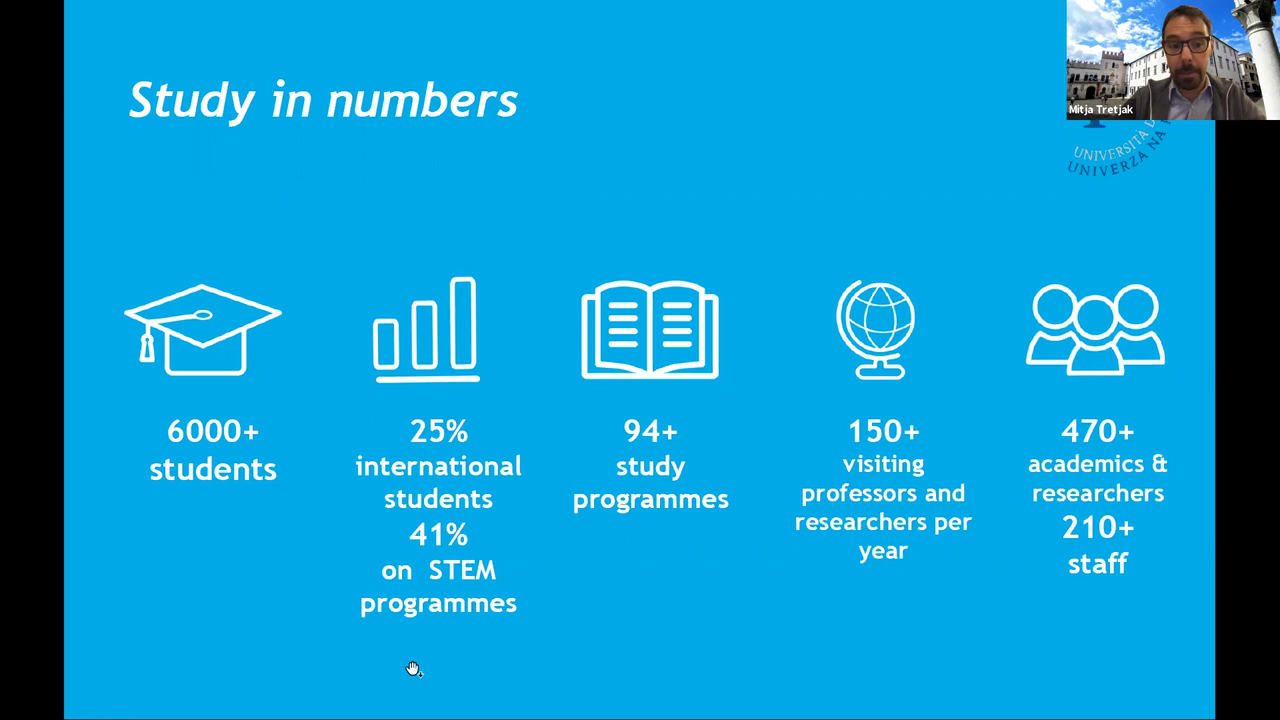 Study in numbers
Mitja Tretjak
UNIVERSITÀ
UNIVERZA NA
6000+
students
25%
international
students
41%
on STEM
programmes
94+
study
programmes
150+
visiting
professors and
researchers per
year
470+
academics &
researchers
210+
staff